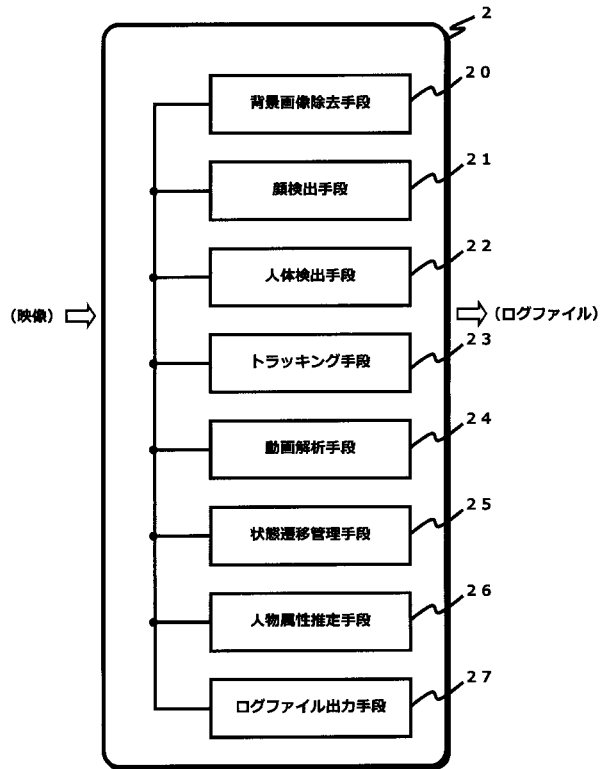 2
20
背景画像除去手段
21
顔検出手段
22
人体検出手段
(映像)
(ログファイル)
23
トラッキング手段
24
動画解析手段
25
状態遷移管理手段
26
人物属性推定手段
27
ログファイル出力手段